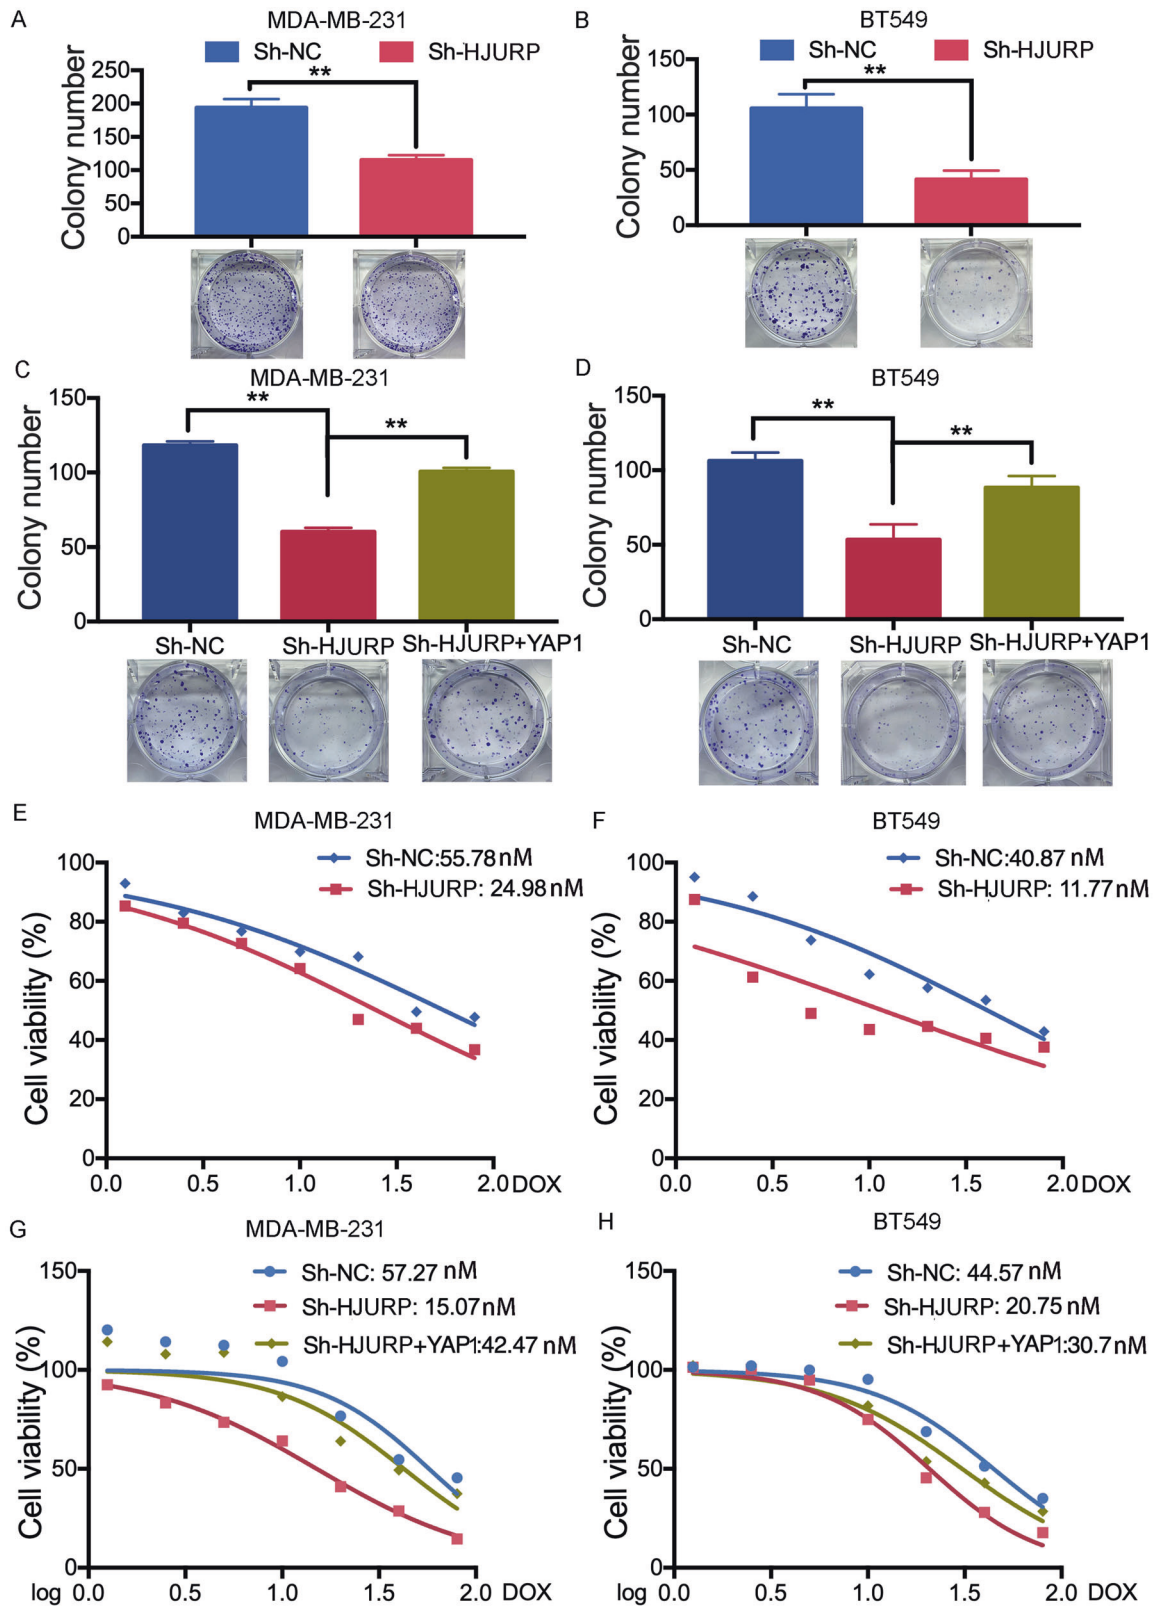 A
MDA-MB-231
Sh-NC
Sh-HJURP
Colony number
250
200
150
100
50
0
**
B
BT549
Sh-NC
Sh-HJURP
Colony number
150
100
50
0
**
C
MDA-MB-231
Colony number
150
100
50
0
**
**
Sh-NC
Sh-HJURP
Sh-HJURP+YAP1
D
BT549
Colony number
150
100
50
0
**
**
Sh-NC
Sh-HJURP
Sh-HJURP+YAP1
E
MDA-MB-231
Sh-NC:55.78 nM
Sh-HJURP: 24.98 nM
Cell viability (%)
100
80
60
40
20
0
0.0 0.5 1.0 1.5 2.0 DOX
F
BT549
Sh-NC:40.87 nM
Sh-HJURP: 11.77 nM
Cell viability (%)
100
80
60
40
20
0
0.0 0.5 1.0 1.5 2.0 DOX
G
MDA-MB-231
Sh-NC: 57.27 nM
Sh-HJURP: 15.07 nM
Sh-HJURP+YAP1:42.47 nM
Cell viability (%)
150
100
50
0
log 0.0 0.5 1.0 1.5 2.0 DOX
H
BT549
Sh-NC: 44.57 nM
Sh-HJURP: 20.75 nM
Sh-HJURP+YAP1:30.7 nM
Cell viability (%)
150
100
50
0
log 0.0 0.5 1.0 1.5 2.0 DOX